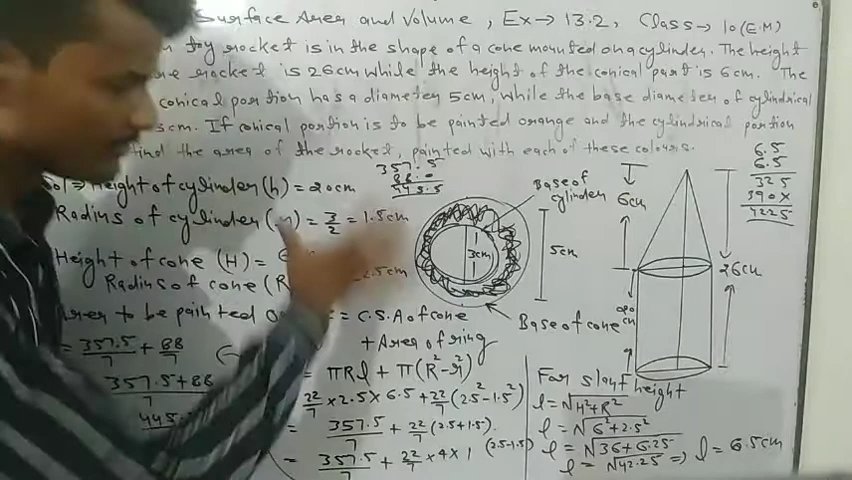 Surface Area and Volume, Ex→13.2, Class→10(E.M)
toy rocket is in the shape of a cone mounted on a cylinder. The height
rocket is 26cm while the height of the conical part is 6cm. The
conical portion has a diameter 5cm, while the base diameter of cylindrical
3cm. If conical portion is to be painted orange and the cylindrical portion
find the area of the rocket, painted with each of these colours.
Height of cylinder (h) = 20cm
Radius of cylinder (r) = 3/2 = 1.5cm
Height of cone (H) =
Radius of cone (R 2.5cm
to be painted = C.S.A of cone
+ Area of ring
= πRl + π(R²-r²)
22/7 × 2.5 × 6.5 + 22/7 (2.5²-1.5²)
357.5/7 + 22/7 (2.5+1.5)
(2.5-1.5)
= 357.5/7 + 22/7 × 4 × 1
= 357.5/7 + 88/7
357.5+88
445.
357.5
88.0
445.5
Base of
cylinder
3cm
5cm
Base of cone
6cm
26cm
6.5
6.5
325
390x
4225
For slant height
l = √H²+R²
l = √6²+2.5²
l = √36+6.25
l = √42.25 => l = 6.5cm